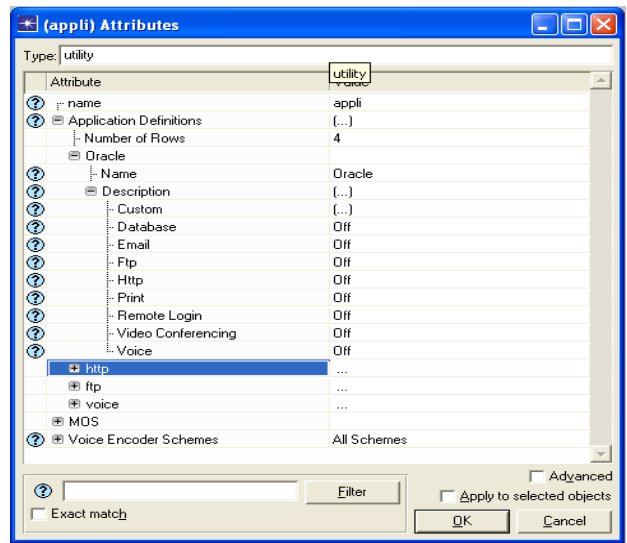 (appli) Attributes
Type: utility
utility
Attribute
name appli
Application Definitions (...)
Number of Rows 4
Oracle
Name Oracle
Description (...)
Custom (...)
Database Off
Email Off
Ftp Off
Http Off
Print Off
Remote Login Off
Video Conferencing Off
Voice Off
http ...
ftp ...
voice ...
MOS
Voice Encoder Schemes All Schemes
Advanced
Filter
Apply to selected objects
Exact match
OK Cancel